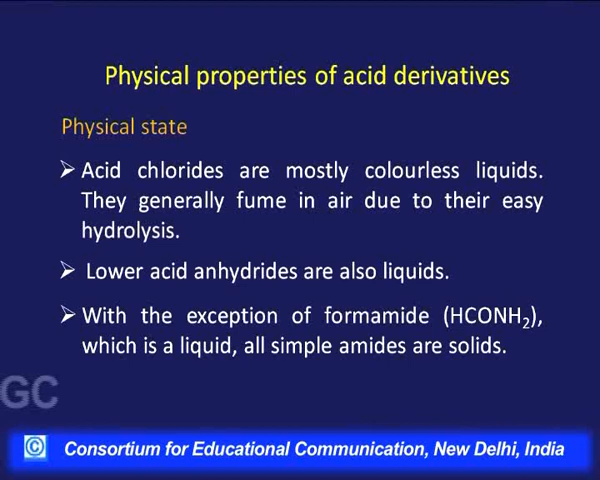 Physical properties of acid derivatives
Physical state
➢ Acid chlorides are mostly colourless liquids.
They generally fume in air due to their easy
hydrolysis.
➢ Lower acid anhydrides are also liquids.
➢ With the exception of formamide (HCONH₂),
which is a liquid, all simple amides are solids.
GC
© Consortium for Educational Communication, New Delhi, India